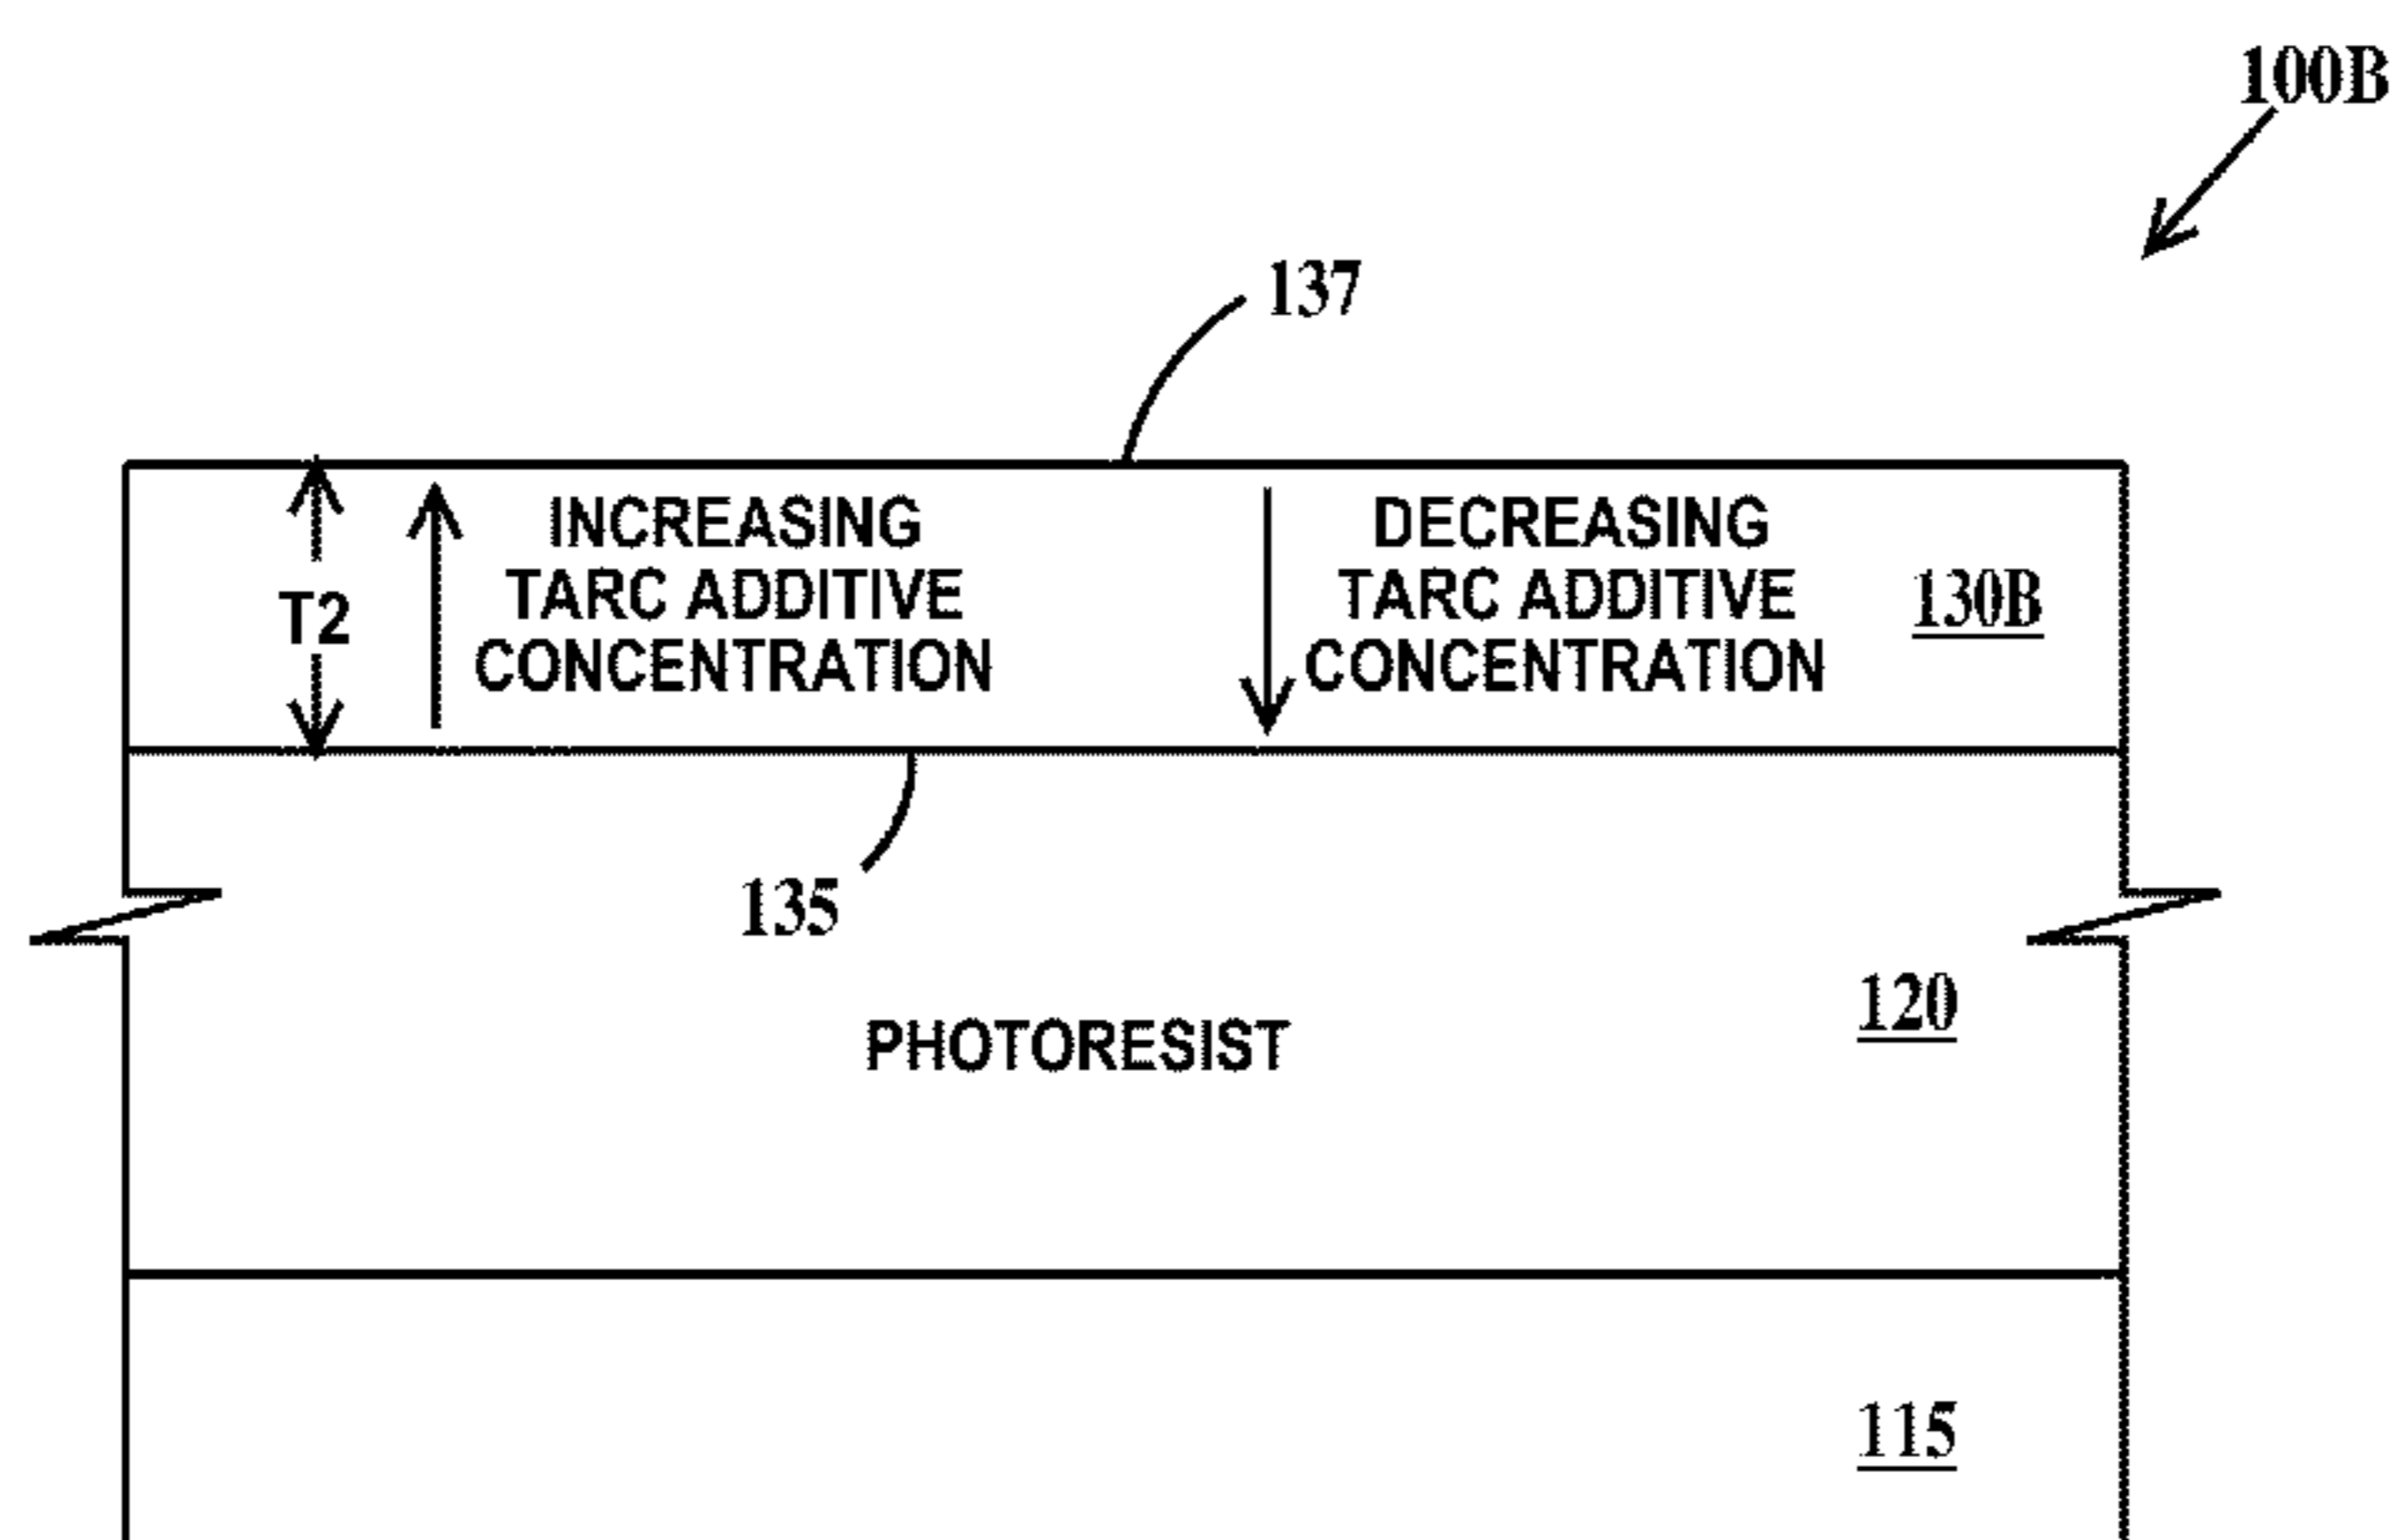 100B
137
INCREASING
TARC ADDITIVE
CONCENTRATION
T2
DECREASING
TARC ADDITIVE
CONCENTRATION
130B
135
120
PHOTORESIST
115